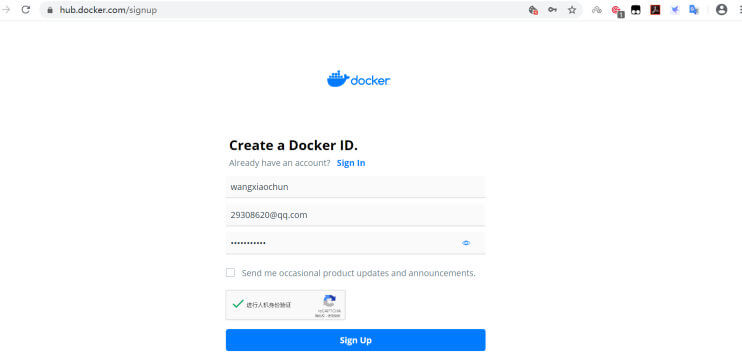 hub.docker.com/signup
1
docker
Create a Docker ID.
Already have an account? Sign In
wangxiaochun
29308620@qq.com
•••••••••••
Send me occasional product updates and announcements.
进行人机身份验证
reCAPTCHA
Sign Up